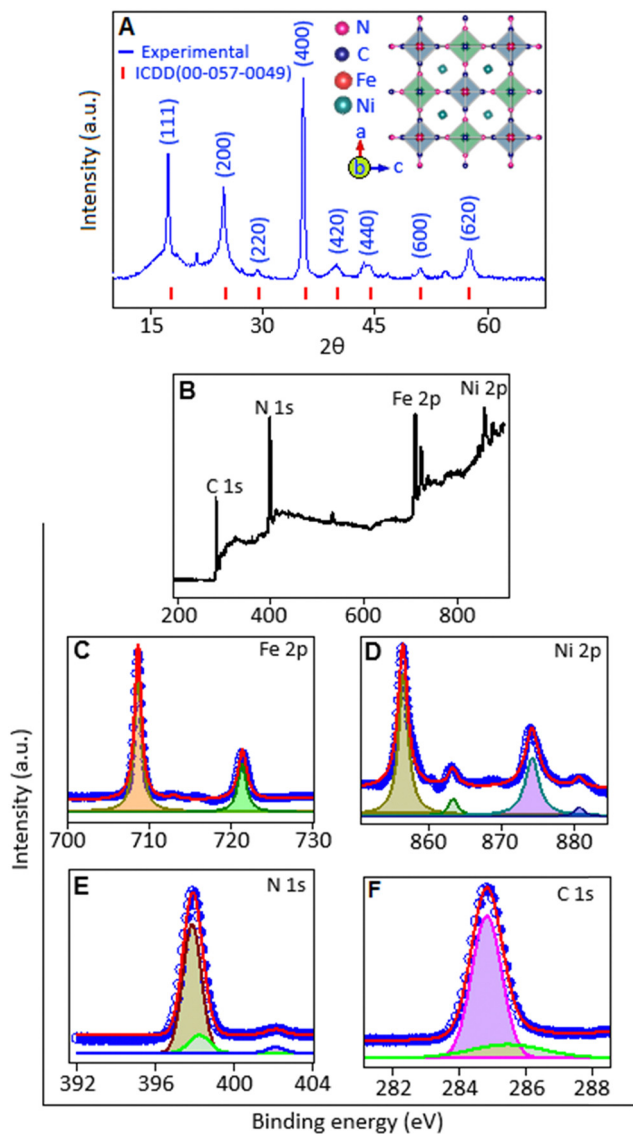 A
Experimental
ICDD(00-057-0049)
N
C
Fe
Ni
a
b
c
(111)
(200)
(220)
(400)
(420)
(440)
(600)
(620)
Intensity (a.u.)
15 30 45 60
2θ
B
C 1s
N 1s
Fe 2p
Ni 2p
200 400 600 800
C
Fe 2p
700 710 720 730
D
Ni 2p
860 870 880
E
N 1s
392 396 400 404
F
C 1s
282 284 286 288
Intensity (a.u.)
Binding energy (eV)